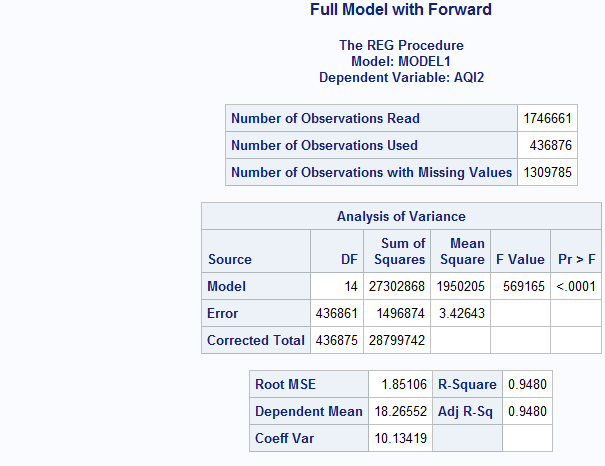 Full Model with Forward
The REG Procedure
Model: MODEL1
Dependent Variable: AQI2
Number of Observations Read 1746661
Number of Observations Used 436876
Number of Observations with Missing Values 1309785
Analysis of Variance
Source DF Sum of Squares Mean Square F Value Pr > F
Model 14 27302868 1950205 569165 <.0001
Error 436861 1496874 3.42643
Corrected Total 436875 28799742
Root MSE 1.85106 R-Square 0.9480
Dependent Mean 18.26552 Adj R-Sq 0.9480
Coeff Var 10.13419